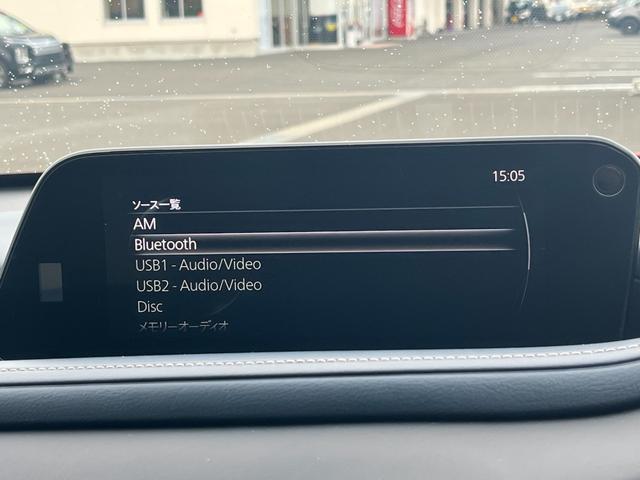 15:05
ソース一覧
AM
Bluetooth
USB1 - Audio/Video
USB2 - Audio/Video
Disc
メモリーオーディオ